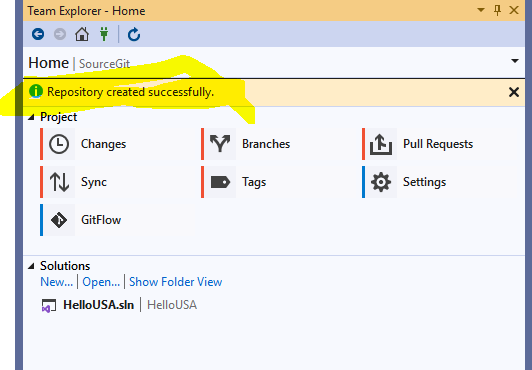 Team Explorer - Home
Home | SourceGit
Repository created successfully.
Project
Changes
Branches
Pull Requests
Sync
Tags
Settings
GitFlow
Solutions
New... | Open... | Show Folder View
HelloUSA.sln | HelloUSA